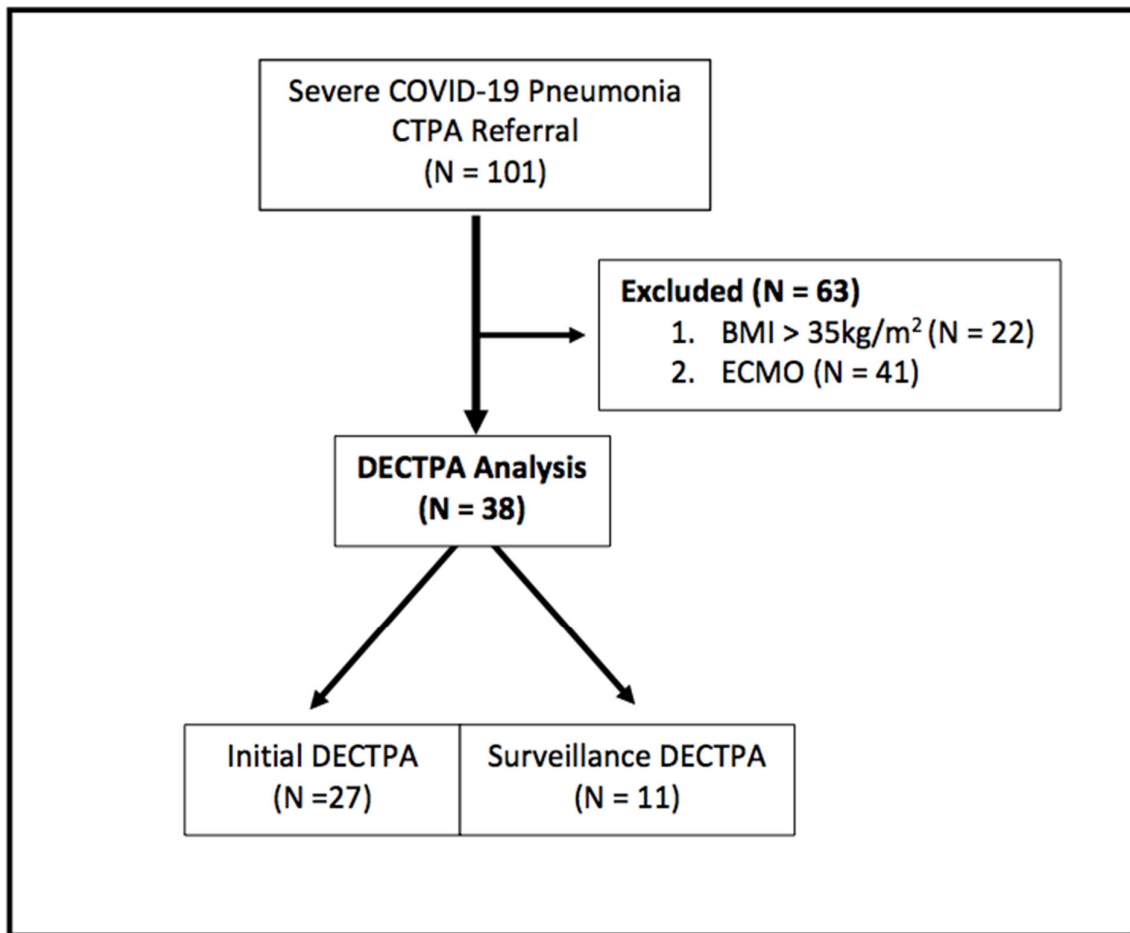 Severe COVID-19 Pneumonia
CTPA Referral
(N = 101)
Excluded (N = 63)
1. BMI > 35kg/m² (N = 22)
2. ECMO (N = 41)
DECTPA Analysis
(N = 38)
Initial DECTPA
(N =27)
Surveillance DECTPA
(N = 11)